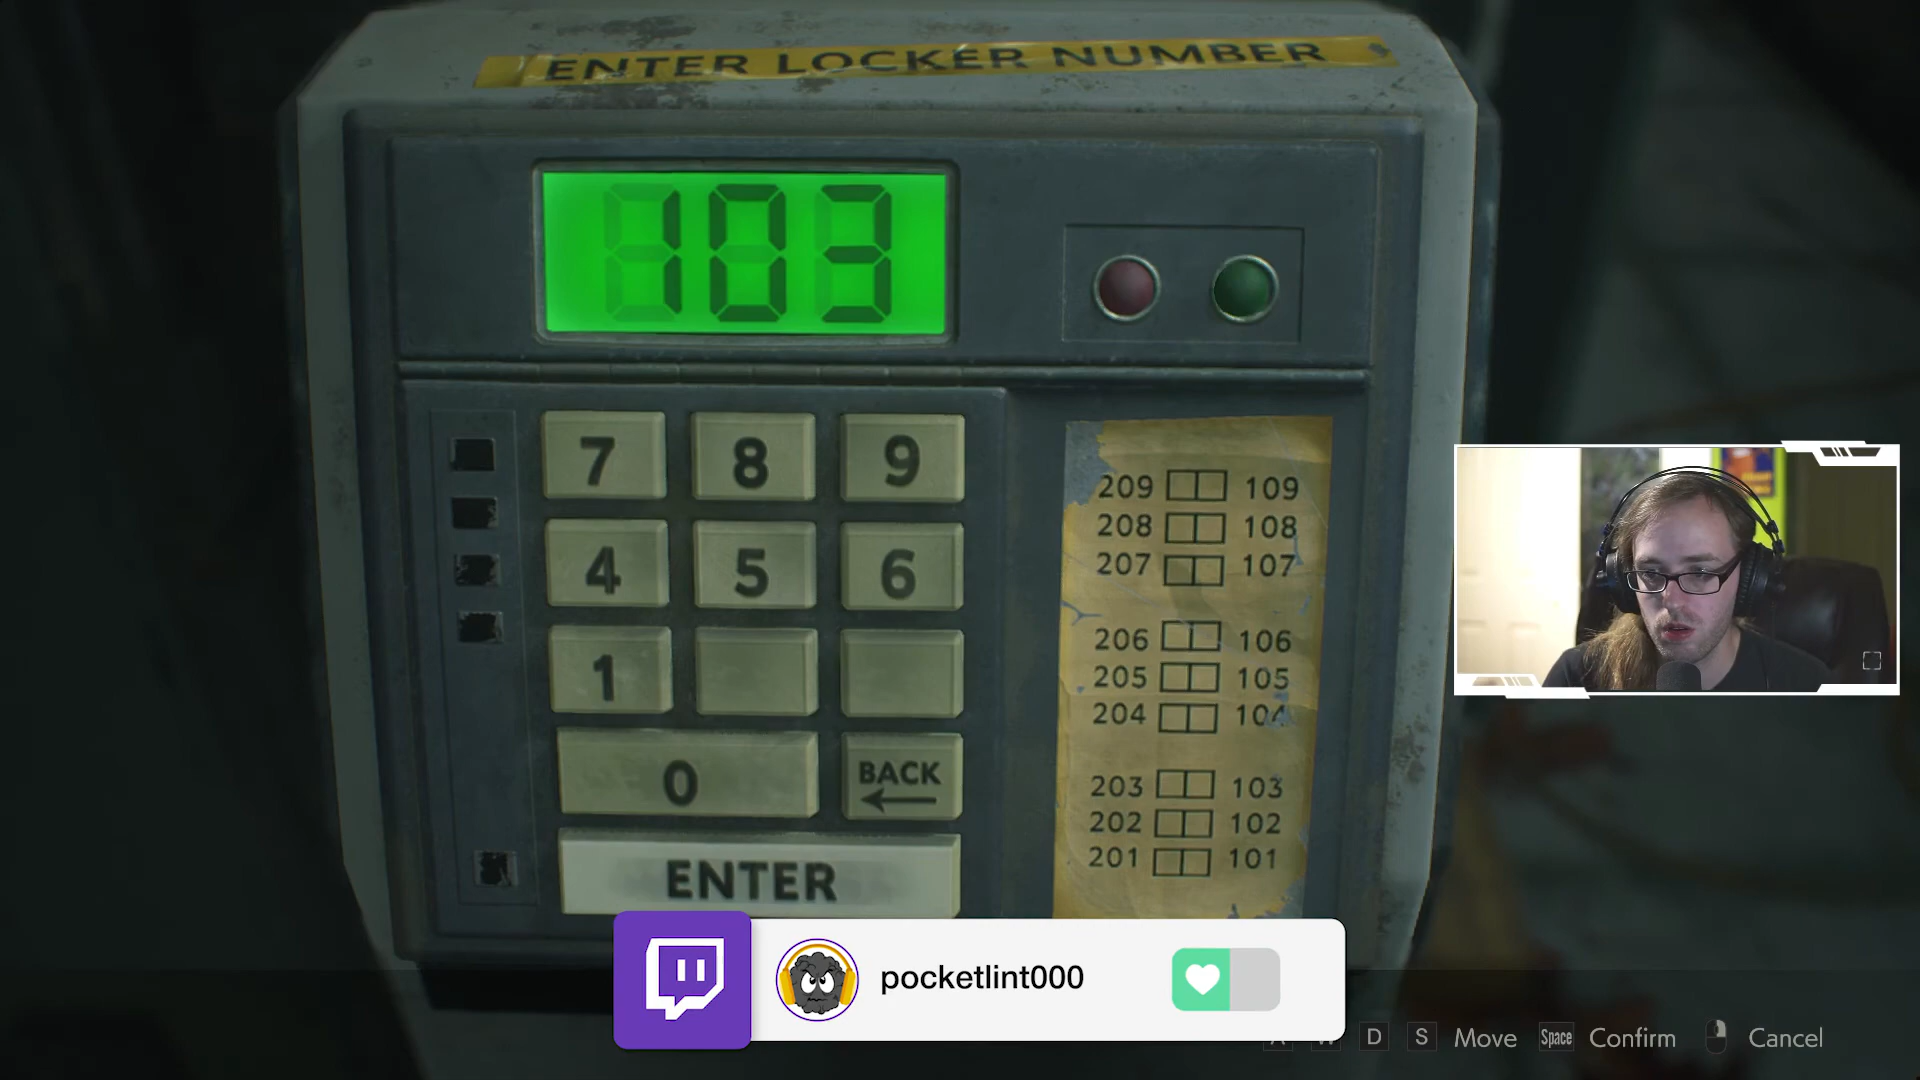 ENTER LOCKER NUMBER
103
7 8 9
4 5 6
1
0 BACK
ENTER
209 109
208 108
207 107
206 106
205 105
204 104
203 103
202 102
201 101
pocketlint000
D S Move Space Confirm Cancel